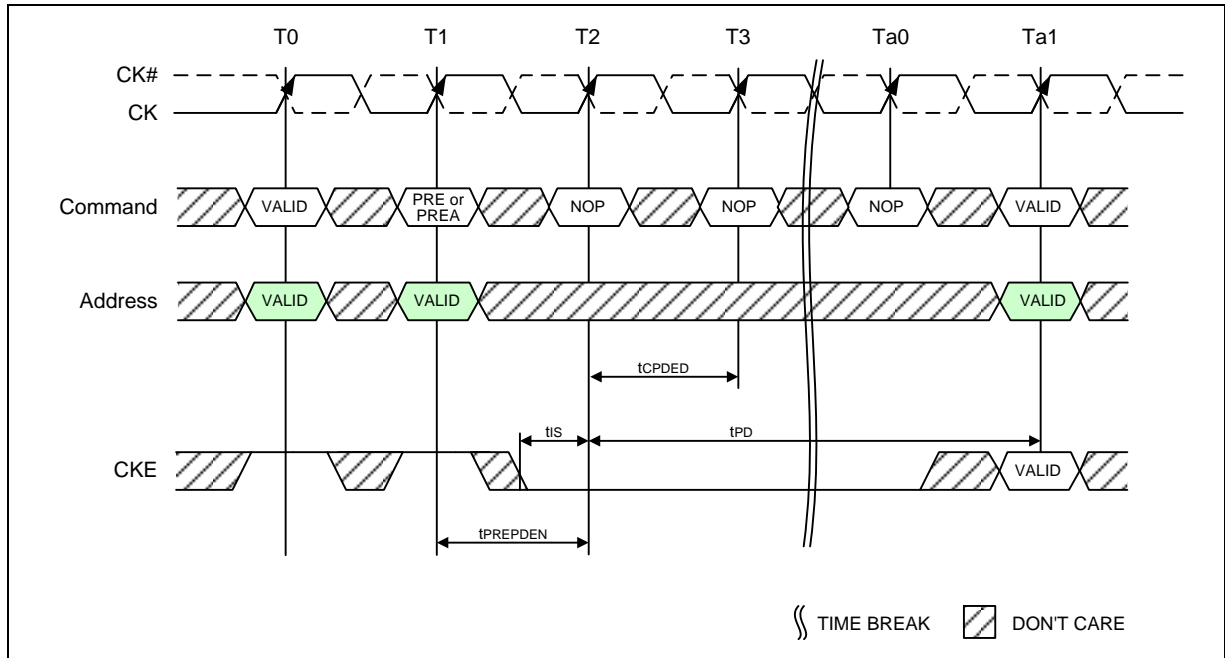 T0 T1 T2 T3 Ta0 Ta1
CK#
CK
Command VALID PRE or PREA NOP NOP NOP VALID
Address VALID VALID VALID
tCPDED
tIS tPD
CKE VALID
tPREPDEN
TIME BREAK DON'T CARE